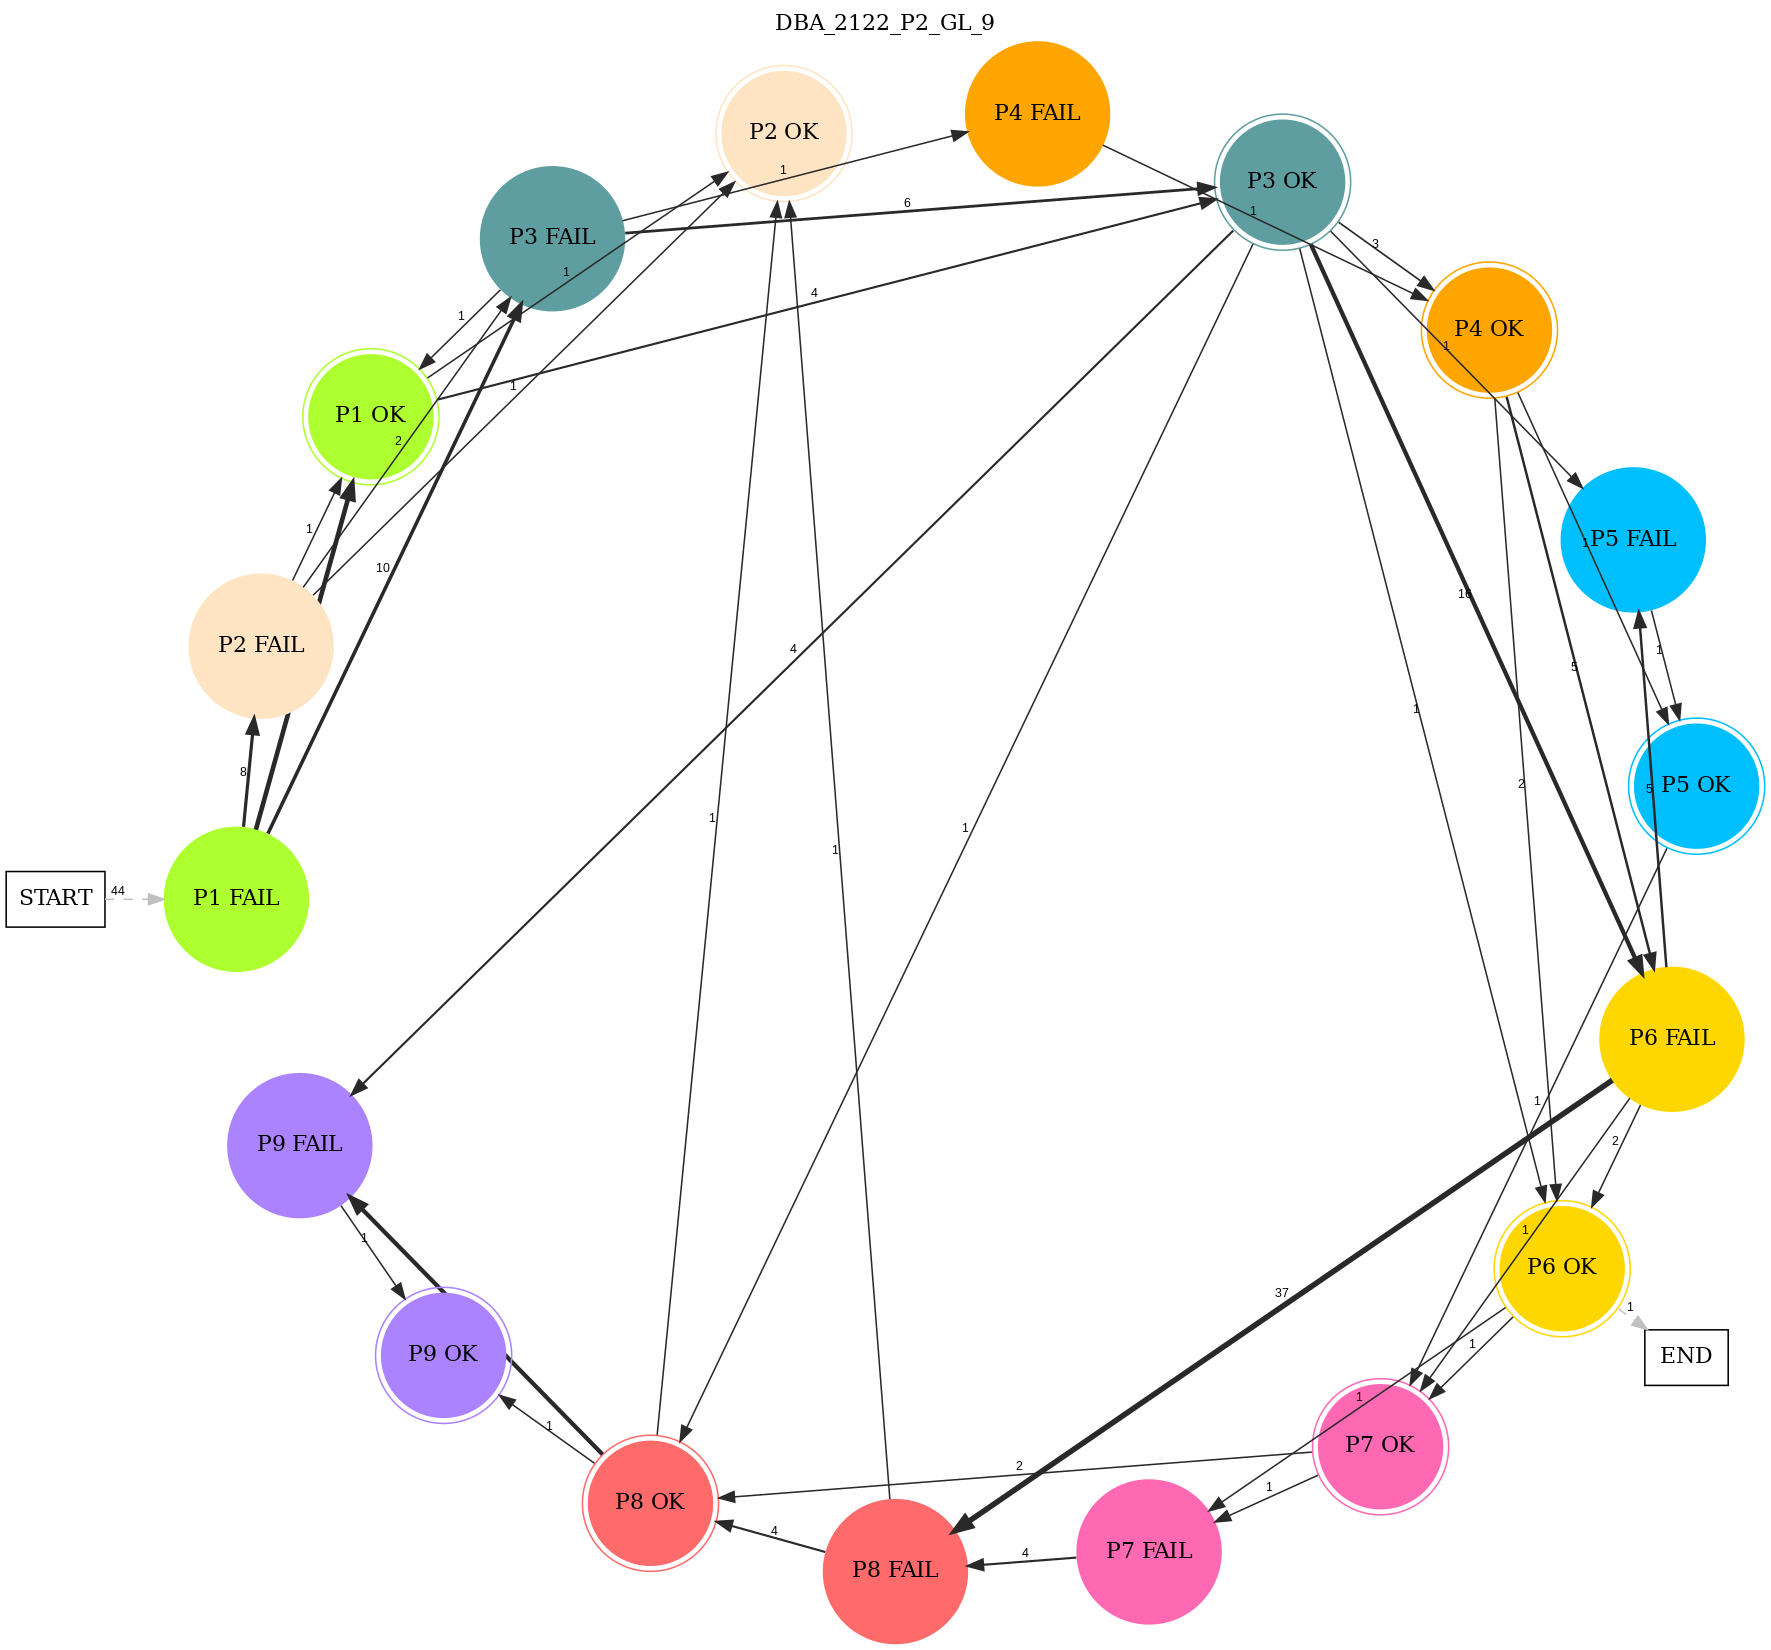 DBA_2122_P2_GL_9
P4 FAIL
P2 OK
1
P3 OK
6
1
P3 FAIL
3
1
4
1
P4 OK
1
1
P1 OK
2
1
10
P5 FAIL
1
16
P2 FAIL
4
1
5
1
8
2
P5 OK
5
1
1
1
START
44
P1 FAIL
P6 FAIL
1
2
P9 FAIL
1
1
P6 OK
37
1
1
END
P9 OK
1
1
P7 OK
1
2
1
P8 OK
4
4
P7 FAIL
P8 FAIL